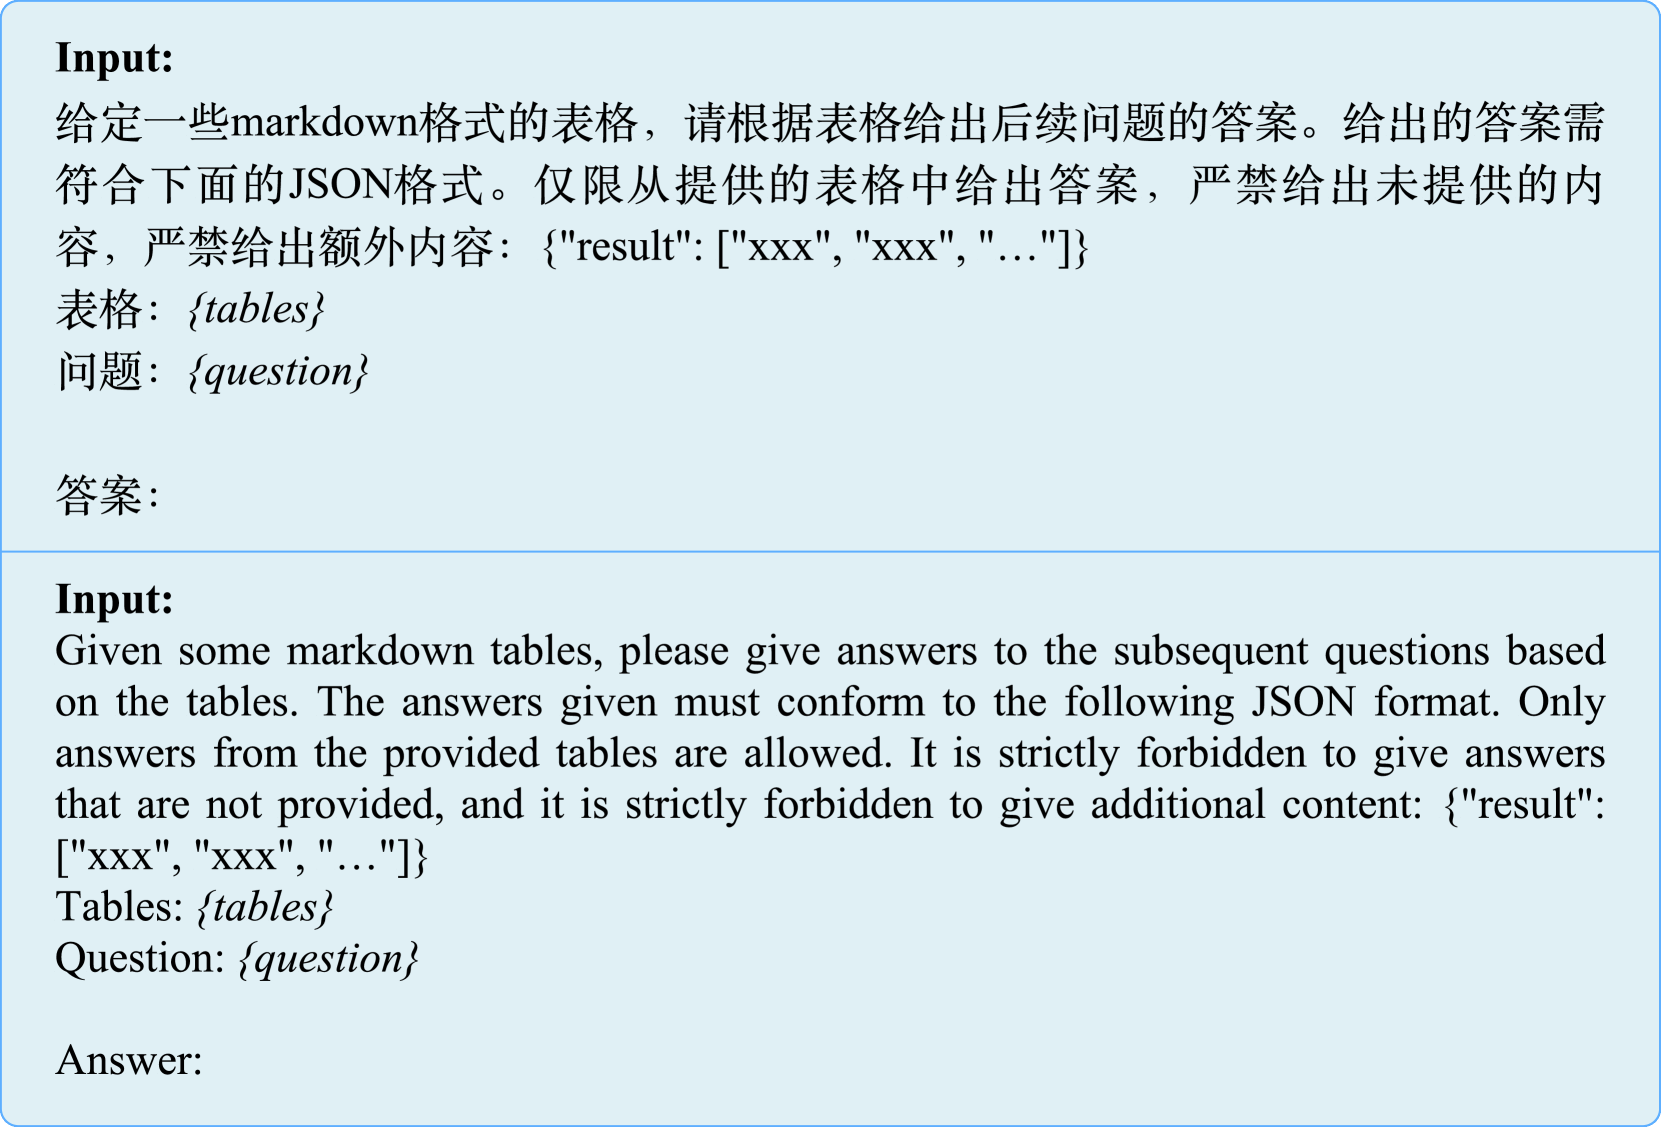 Input:
给定一些markdown格式的表格，请根据表格给出后续问题的答案。给出的答案需
符合下面的JSON格式。仅限从提供的表格中给出答案，严禁给出未提供的内
容，严禁给出额外内容：{"result": ["xxx", "xxx", "…"]}
表格：{tables}
问题：{question}
答案：
Input:
Given some markdown tables, please give answers to the subsequent questions based
on the tables. The answers given must conform to the following JSON format. Only
answers from the provided tables are allowed. It is strictly forbidden to give answers
that are not provided, and it is strictly forbidden to give additional content: {"result":
["xxx", "xxx", "…"]}
Tables: {tables}
Question: {question}
Answer: